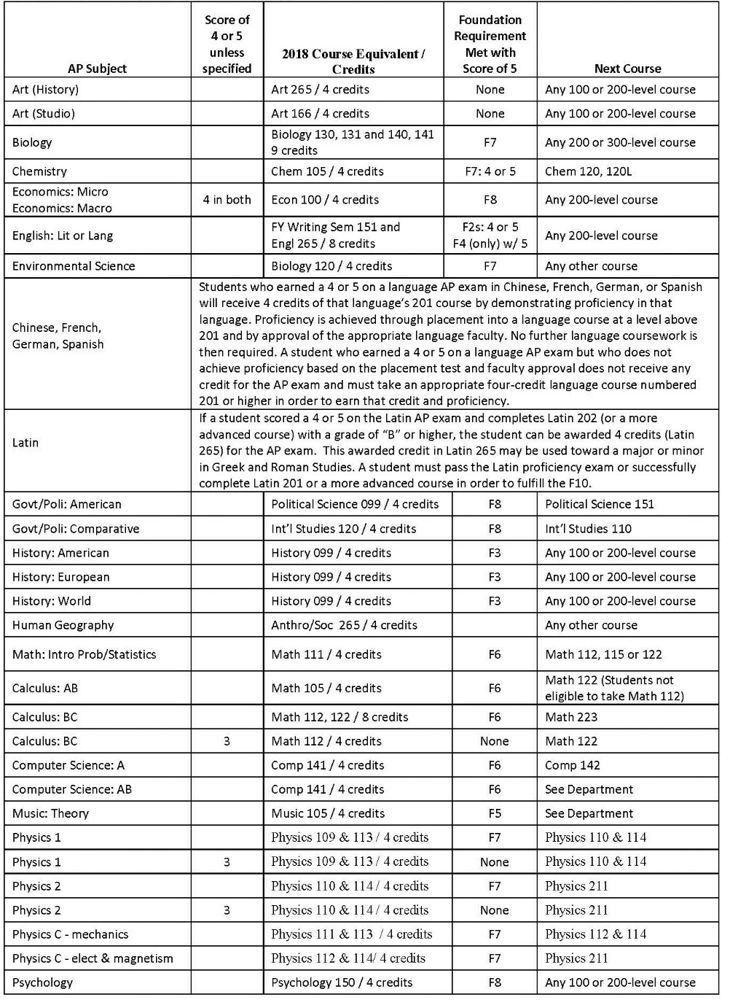 AP Subject
Score of
4 or 5
unless
specified
2018 Course Equivalent /
Credits
Foundation
Requirement
Met with
Score of 5
Next Course
Art (History)
Art 265 / 4 credits
None
Any 100 or 200-level course
Art (Studio)
Art 166 / 4 credits
None
Any 100 or 200-level course
Biology
Biology 130, 131 and 140, 141
9 credits
F7
Any 200 or 300-level course
Chemistry
Chem 105 / 4 credits
F7: 4 or 5
Chem 120, 120L
Economics: Micro
Economics: Macro
4 in both
Econ 100 / 4 credits
F8
Any 200-level course
English: Lit or Lang
FY Writing Sem 151 and
Engl 265 / 8 credits
F2s: 4 or 5
F4 (only) w/ 5
Any 200-level course
Environmental Science
Biology 120 / 4 credits
F7
Any other course
Chinese, French,
German, Spanish
Students who earned a 4 or 5 on a language AP exam in Chinese, French, German, or Spanish
will receive 4 credits of that language's 201 course by demonstrating proficiency in that
language. Proficiency is achieved through placement into a language course at a level above
201 and by approval of the appropriate language faculty. No further language coursework is
then required. A student who earned a 4 or 5 on a language AP exam but who does not
achieve proficiency based on the placement test and faculty approval does not receive any
credit for the AP exam and must take an appropriate four-credit language course numbered
201 or higher in order to earn that credit and proficiency.
Latin
If a student scored a 4 or 5 on the Latin AP exam and completes Latin 202 (or a more
advanced course) with a grade of “B” or higher, the student can be awarded 4 credits (Latin
265) for the AP exam.  This awarded credit in Latin 265 may be used toward a major or minor
in Greek and Roman Studies. A student must pass the Latin proficiency exam or successfully
complete Latin 201 or a more advanced course in order to fulfill the F10.
Govt/Poli: American
Political Science 099 / 4 credits
F8
Political Science 151
Govt/Poli: Comparative
Int'l Studies 120 / 4 credits
F8
Int'l Studies 110
History: American
History 099 / 4 credits
F3
Any 100 or 200-level course
History: European
History 099 / 4 credits
F3
Any 100 or 200-level course
History: World
History 099 / 4 credits
F3
Any 100 or 200-level course
Human Geography
Anthro/Soc  265 / 4 credits
Any other course
Math: Intro Prob/Statistics
Math 111 / 4 credits
F6
Math 112, 115 or 122
Calculus: AB
Math 105 / 4 credits
F6
Math 122 (Students not
eligible to take Math 112)
Calculus: BC
Math 112, 122 / 8 credits
F6
Math 223
Calculus: BC
3
Math 112 / 4 credits
None
Math 122
Computer Science: A
Comp 141 / 4 credits
F6
Comp 142
Computer Science: AB
Comp 141 / 4 credits
F6
See Department
Music: Theory
Music 105 / 4 credits
F5
See Department
Physics 1
Physics 109 & 113 / 4 credits
F7
Physics 110 & 114
Physics 1
3
Physics 109 & 113 / 4 credits
None
Physics 110 & 114
Physics 2
Physics 110 & 114 / 4 credits
F7
Physics 211
Physics 2
3
Physics 110 & 114 / 4 credits
None
Physics 211
Physics C - mechanics
Physics 111 & 113  / 4 credits
F7
Physics 112 & 114
Physics C - elect & magnetism
Physics 112 & 114/ 4 credits
F7
Physics 211
Psychology
Psychology 150 / 4 credits
F8
Any 100 or 200-level course